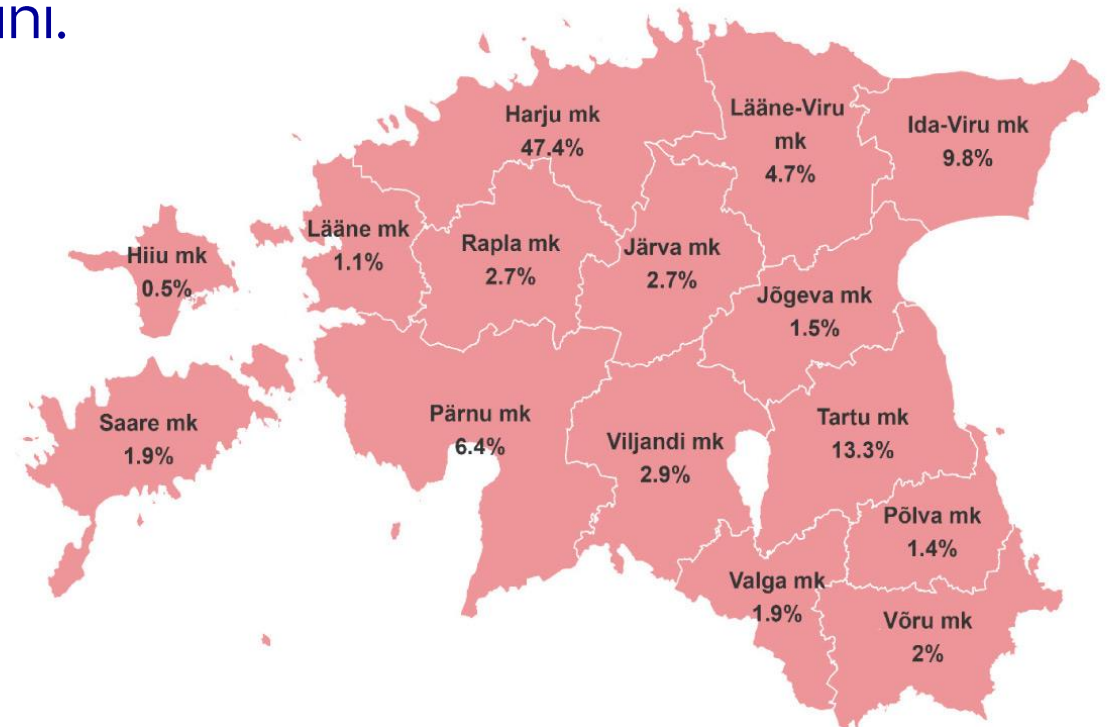 Harju mk
47.4%
Lääne-Viru
mk
4.7%
Ida-Viru mk
9.8%
Hiiu mk
0.5%
Lääne mk
1.1%
Rapla mk
2.7%
Järva mk
2.7%
Jõgeva mk
1.5%
Saare mk
1.9%
Pärnu mk
6.4%
Viljandi mk
2.9%
Tartu mk
13.3%
Põlva mk
1.4%
Valga mk
1.9%
Võru mk
2%